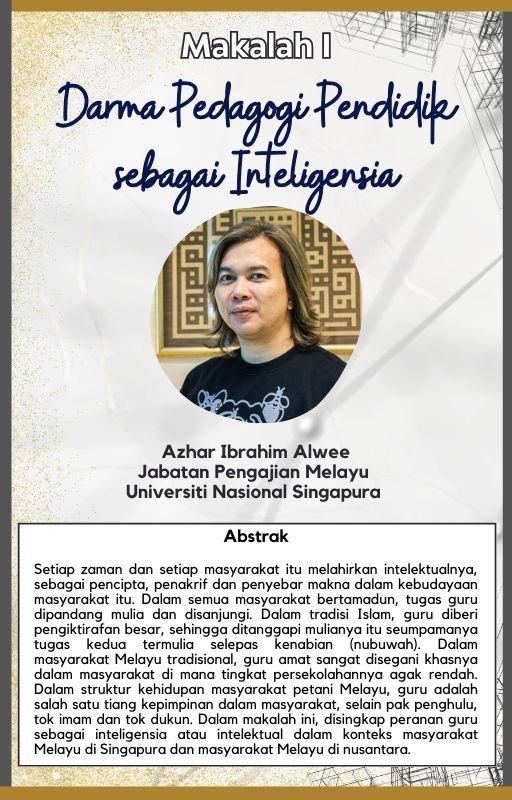 Makalah I
Darma Pedagogi Pendidik
sebagai Inteligensia
Azhar Ibrahim Alwee
Jabatan Pengajian Melayu
Universiti Nasional Singapura
Abstrak
Setiap zaman dan setiap masyarakat itu melahirkan intelektualnya,
sebagai pencipta, penakrif dan penyebar makna dalam kebudayaan
masyarakat itu. Dalam semua masyarakat bertamadun, tugas guru
dipandang mulia dan disanjungi. Dalam tradisi Islam, guru diberi
pengiktirafan besar, sehingga ditanggapi mulianya itu seumpamanya
tugas kedua termulia selepas kenabian (nubuwah). Dalam
masyarakat Melayu tradisional, guru amat sangat disegani khasnya
dalam masyarakat di mana tingkat persekolahannya agak rendah.
Dalam struktur kehidupan masyarakat petani Melayu, guru adalah
salah satu tiang kepimpinan dalam masyarakat, selain pak penghulu,
tok imam dan tok dukun. Dalam makalah ini, disingkap peranan guru
sebagai inteligensia atau intelektual dalam konteks masyarakat
Melayu di Singapura dan masyarakat Melayu di nusantara.